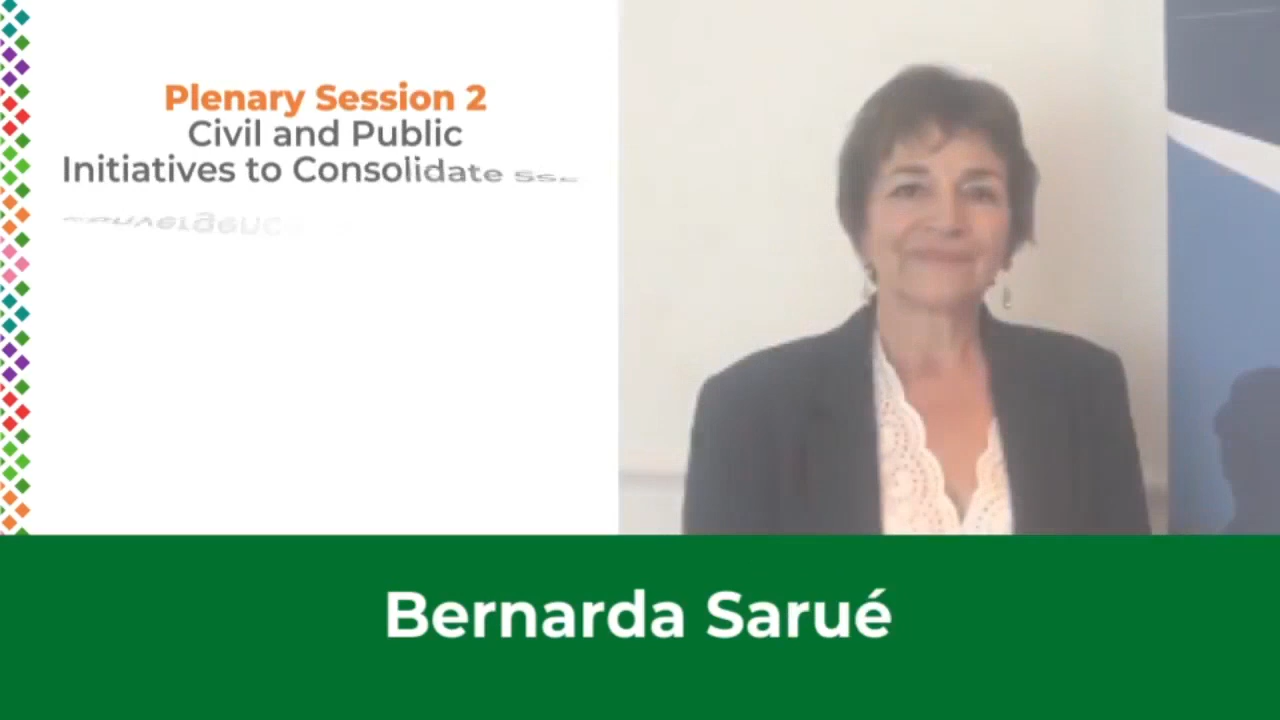 Plenary Session 2
Civil and Public
Initiatives to Consolidate
Bernarda Sarué